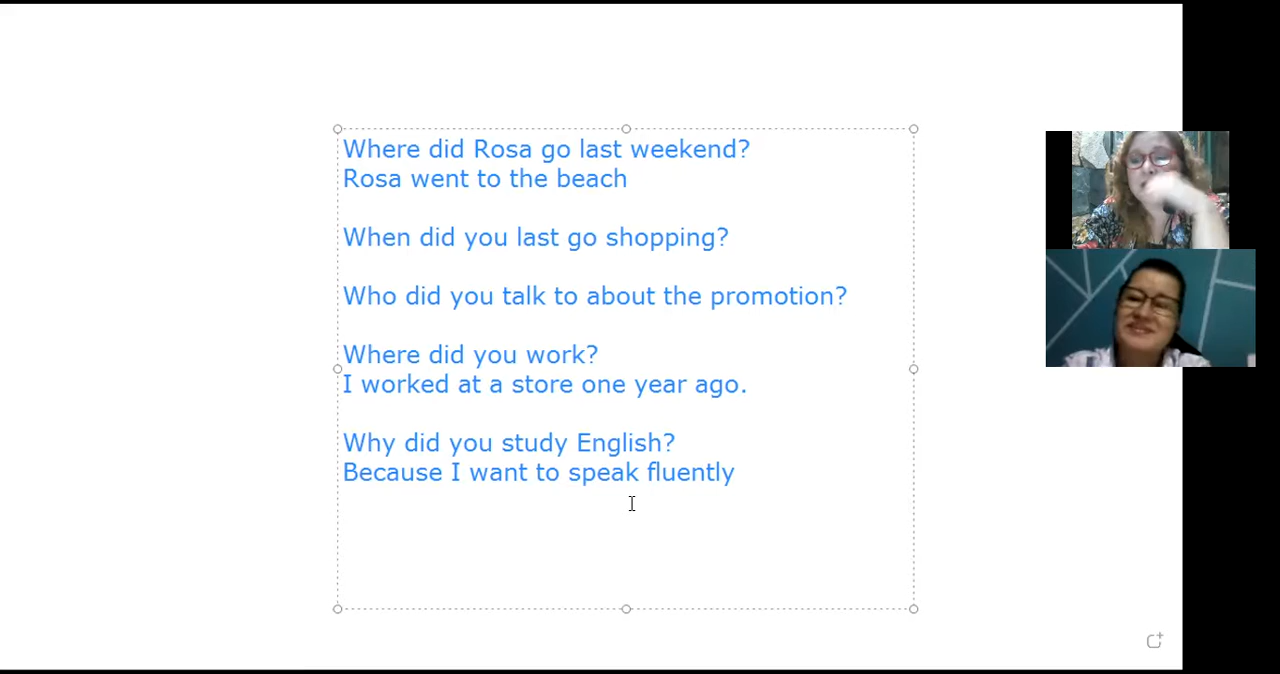 Where did Rosa go last weekend?
Rosa went to the beach
When did you last go shopping?
Who did you talk to about the promotion?
Where did you work?
I worked at a store one year ago.
Why did you study English?
Because I want to speak fluently